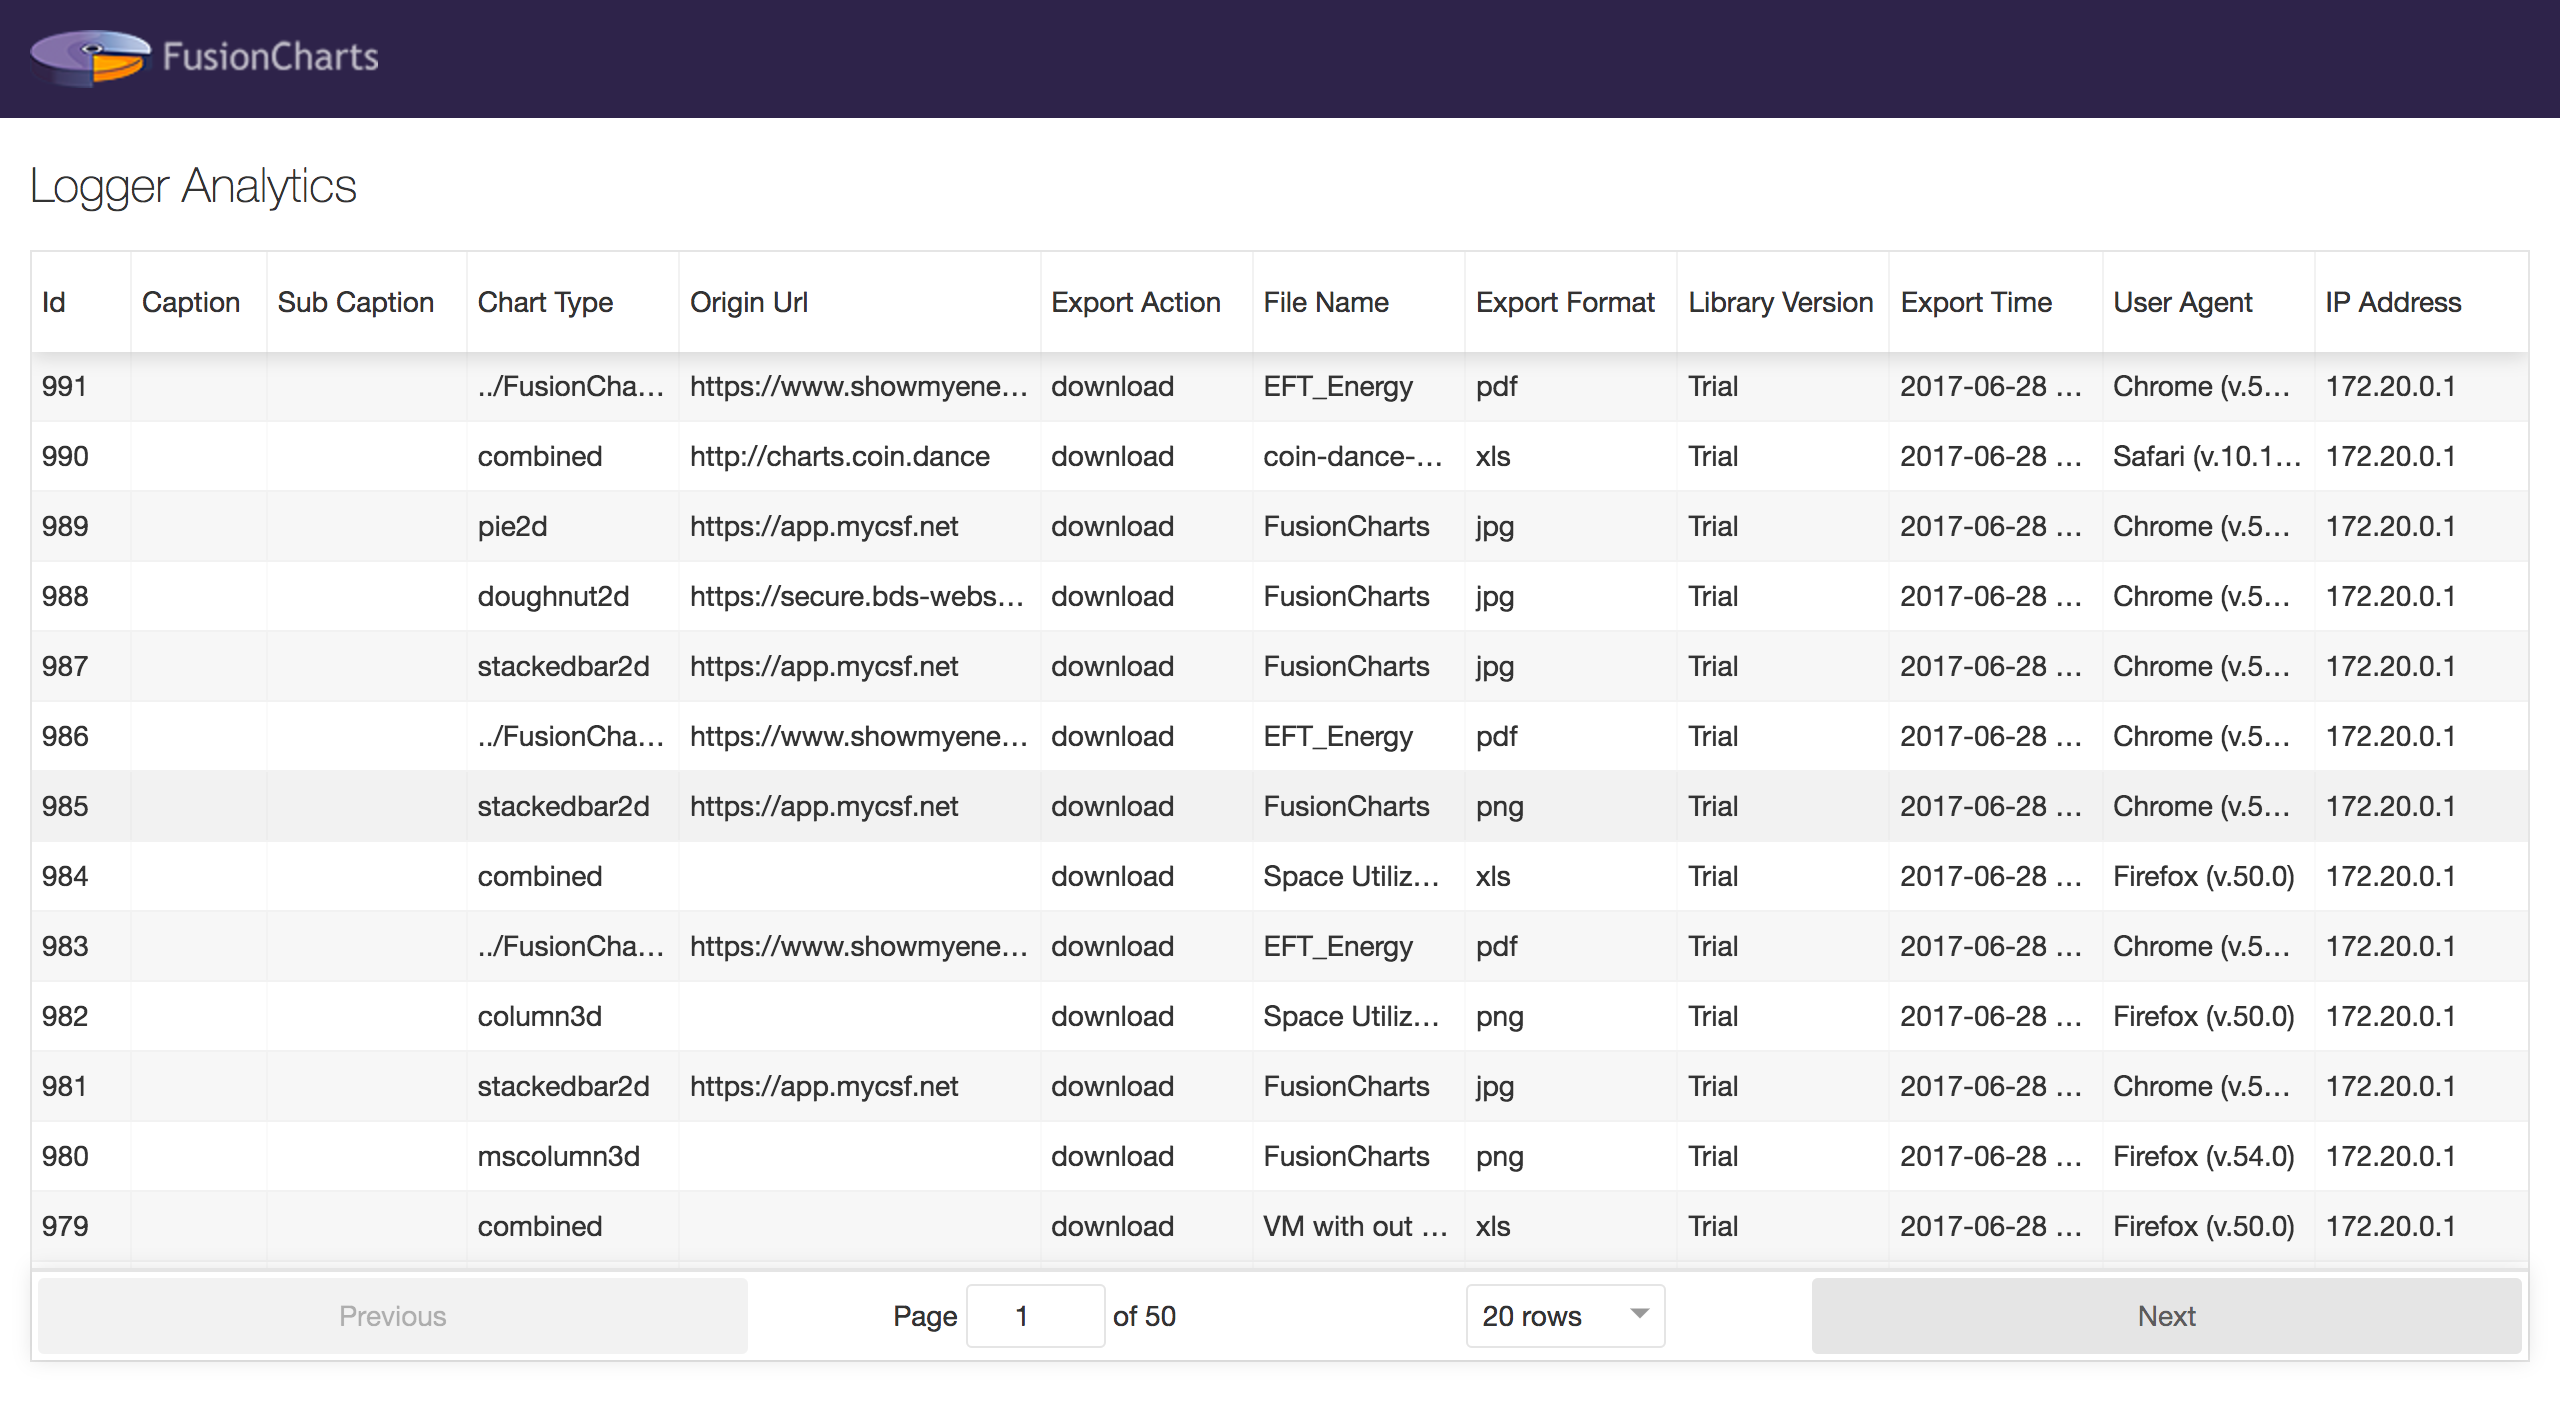 FusionCharts
Logger Analytics
Id Caption Sub Caption Chart Type Origin Url Export Action File Name Export Format Library Version Export Time User Agent IP Address
991 ../FusionCha... https://www.showmyene... download EFT_Energy pdf Trial 2017-06-28 ... Chrome (v.5... 172.20.0.1
990 combined http://charts.coin.dance download coin-dance-... xls Trial 2017-06-28 ... Safari (v.10.1... 172.20.0.1
989 pie2d https://app.mycsf.net download FusionCharts jpg Trial 2017-06-28 ... Chrome (v.5... 172.20.0.1
988 doughnut2d https://secure.bds-webs... download FusionCharts jpg Trial 2017-06-28 ... Chrome (v.5... 172.20.0.1
987 stackedbar2d https://app.mycsf.net download FusionCharts jpg Trial 2017-06-28 ... Chrome (v.5... 172.20.0.1
986 ../FusionCha... https://www.showmyene... download EFT_Energy pdf Trial 2017-06-28 ... Chrome (v.5... 172.20.0.1
985 stackedbar2d https://app.mycsf.net download FusionCharts png Trial 2017-06-28 ... Chrome (v.5... 172.20.0.1
984 combined download Space Utiliz... xls Trial 2017-06-28 ... Firefox (v.50.0) 172.20.0.1
983 ../FusionCha... https://www.showmyene... download EFT_Energy pdf Trial 2017-06-28 ... Chrome (v.5... 172.20.0.1
982 column3d download Space Utiliz... png Trial 2017-06-28 ... Firefox (v.50.0) 172.20.0.1
981 stackedbar2d https://app.mycsf.net download FusionCharts jpg Trial 2017-06-28 ... Chrome (v.5... 172.20.0.1
980 mscolumn3d download FusionCharts png Trial 2017-06-28 ... Firefox (v.54.0) 172.20.0.1
979 combined download VM with out ... xls Trial 2017-06-28 ... Firefox (v.50.0) 172.20.0.1
Previous Page 1 of 50 20 rows Next